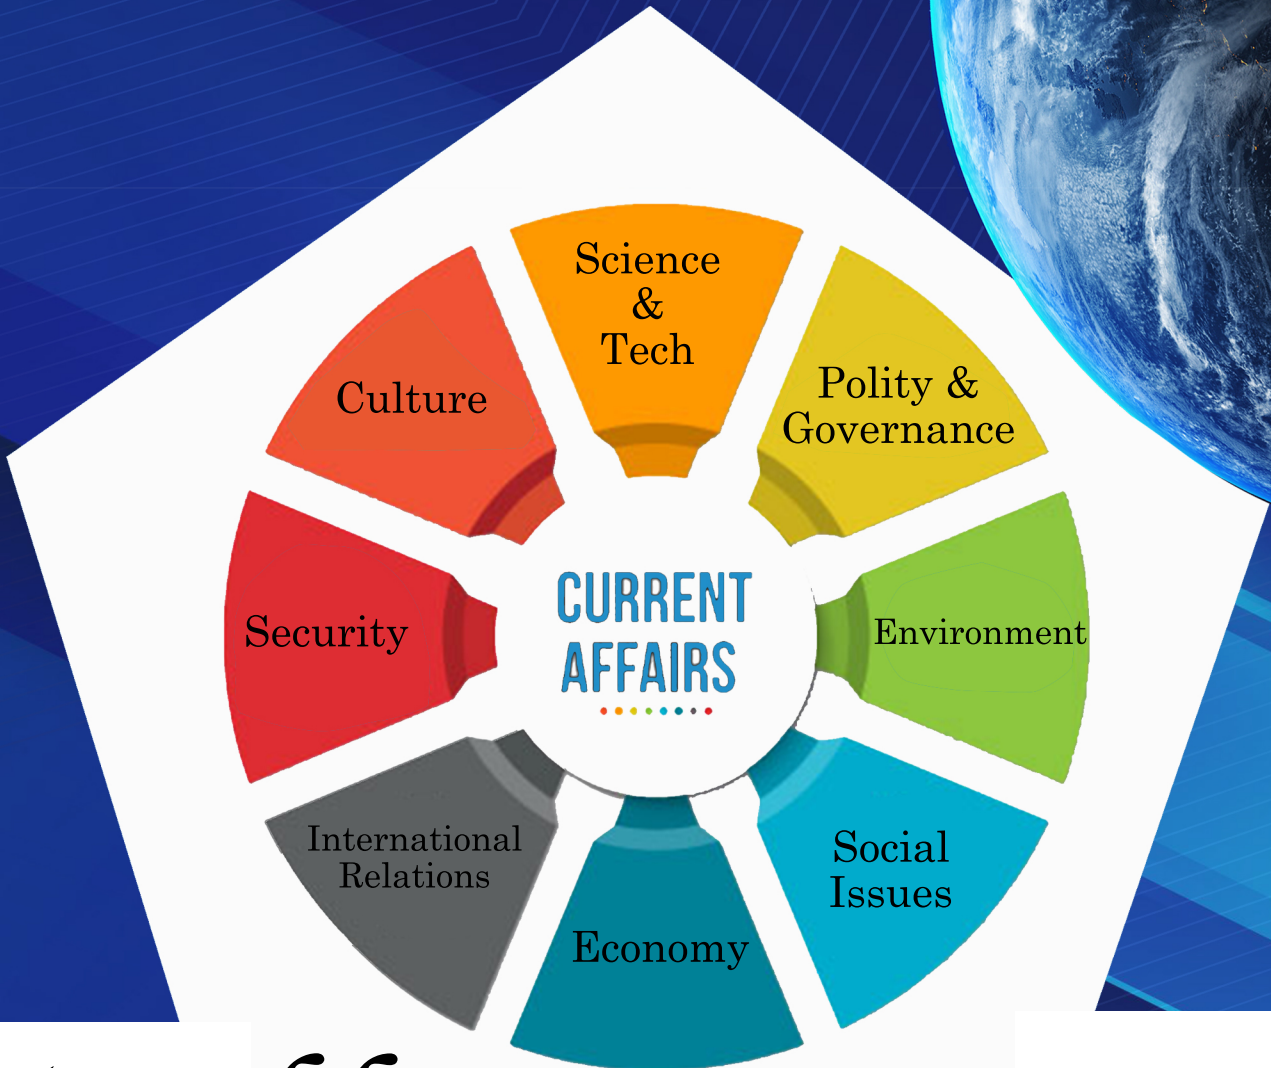 Science
&
Tech
Polity &
Governance
Culture
Environment
Security
CURRENT
AFFAIRS
International
Relations
Social
Issues
Economy